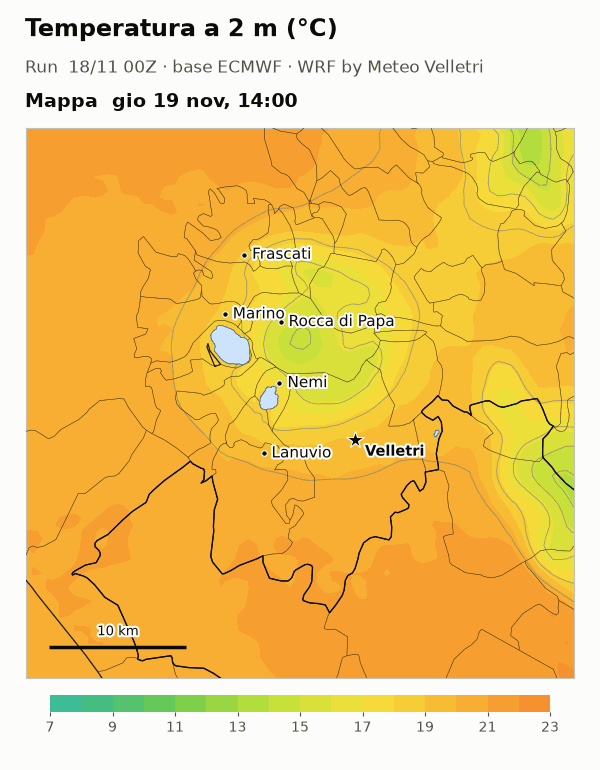 Temperatura a 2 m (°C)
Run 18/11 00Z · base ECMWF · WRF by Meteo Velletri
Mappa gio 19 nov, 14:00
Frascati
Marino
Rocca di Papa
Nemi
Velletri
Lanuvio
10 km
7 9 11 13 15 17 19 21 23